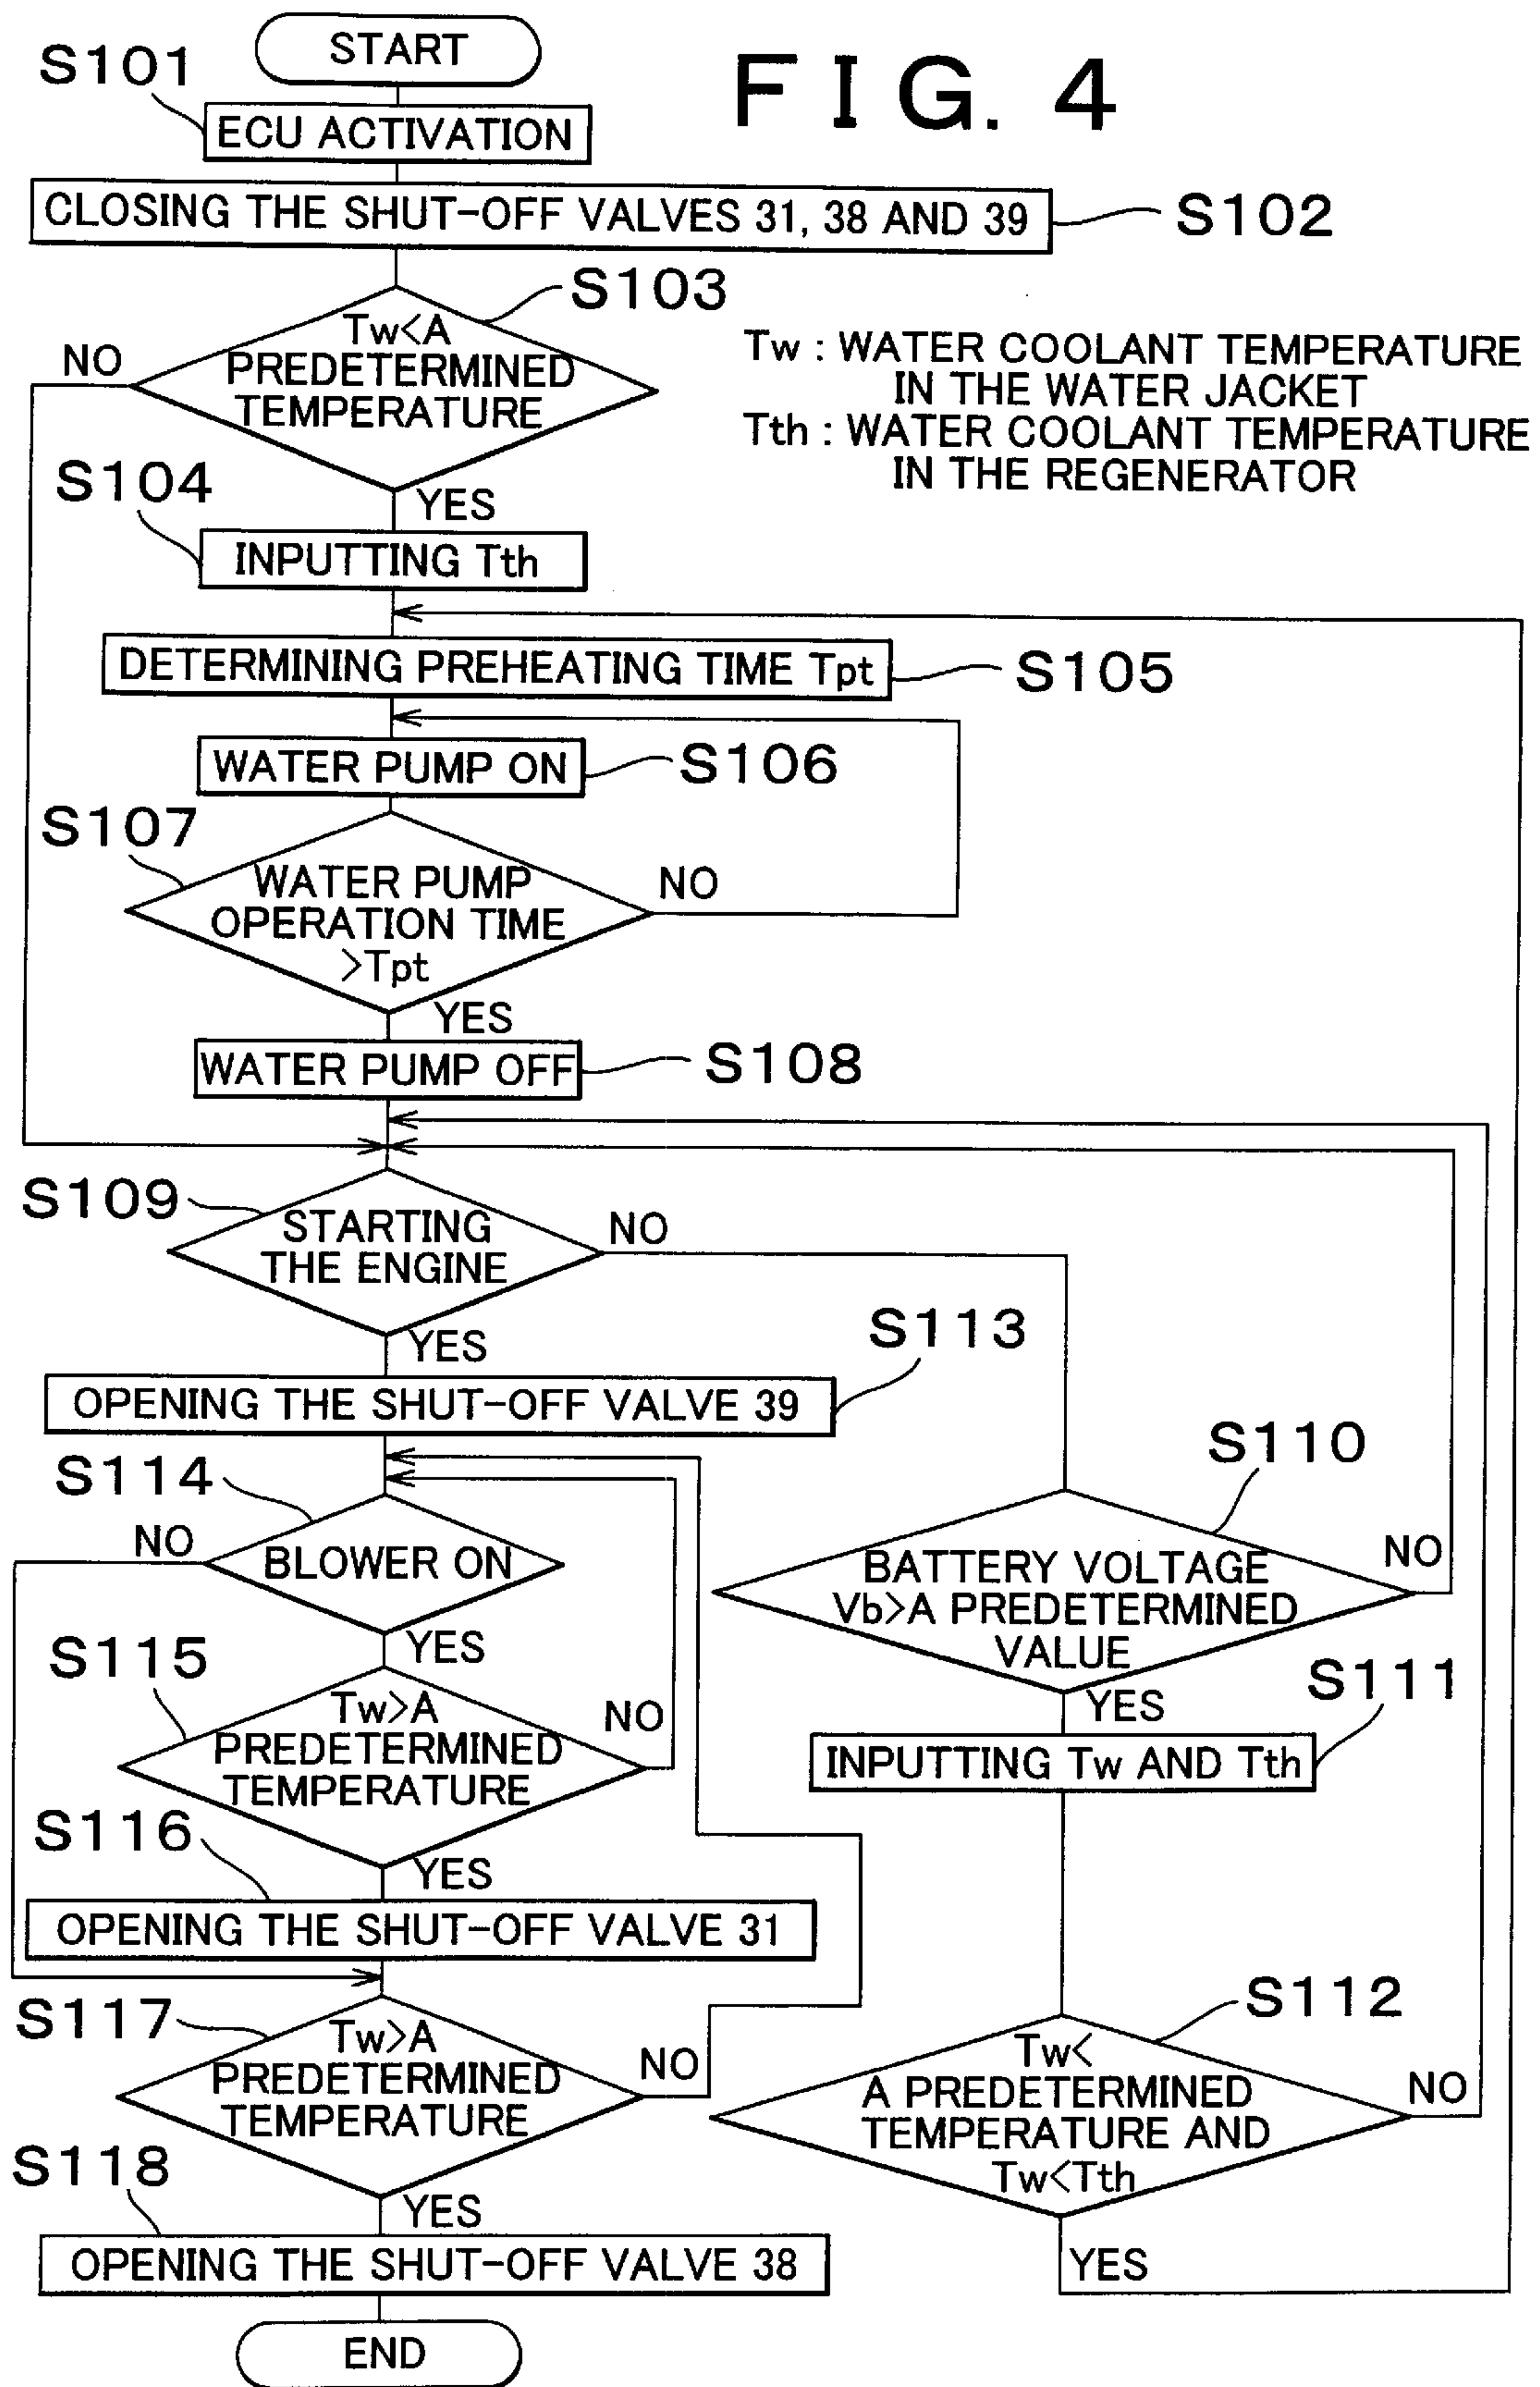 START
S101
FIG. 4
ECU ACTIVATION
CLOSING THE SHUT-OFF VALVES 31, 38 AND 39
S102
S103
Tw<A
PREDETERMINED
TEMPERATURE
NO
Tw : WATER COOLANT TEMPERATURE
IN THE WATER JACKET
Tth : WATER COOLANT TEMPERATURE
IN THE REGENERATOR
S104
YES
INPUTTING Tth
DETERMINING PREHEATING TIME Tpt
S105
WATER PUMP ON
S106
S107
WATER PUMP
OPERATION TIME
>Tpt
NO
YES
WATER PUMP OFF
S108
S109
STARTING
THE ENGINE
NO
YES
S113
OPENING THE SHUT-OFF VALVE 39
S114
NO
BLOWER ON
YES
S110
BATTERY VOLTAGE
Vb>A PREDETERMINED
VALUE
NO
YES
S115
Tw>A
PREDETERMINED
TEMPERATURE
NO
YES
S111
INPUTTING Tw AND Tth
S116
OPENING THE SHUT-OFF VALVE 31
S117
Tw>A
PREDETERMINED
TEMPERATURE
NO
YES
S112
Tw<
A PREDETERMINED
TEMPERATURE AND
Tw<Tth
NO
YES
S118
OPENING THE SHUT-OFF VALVE 38
END